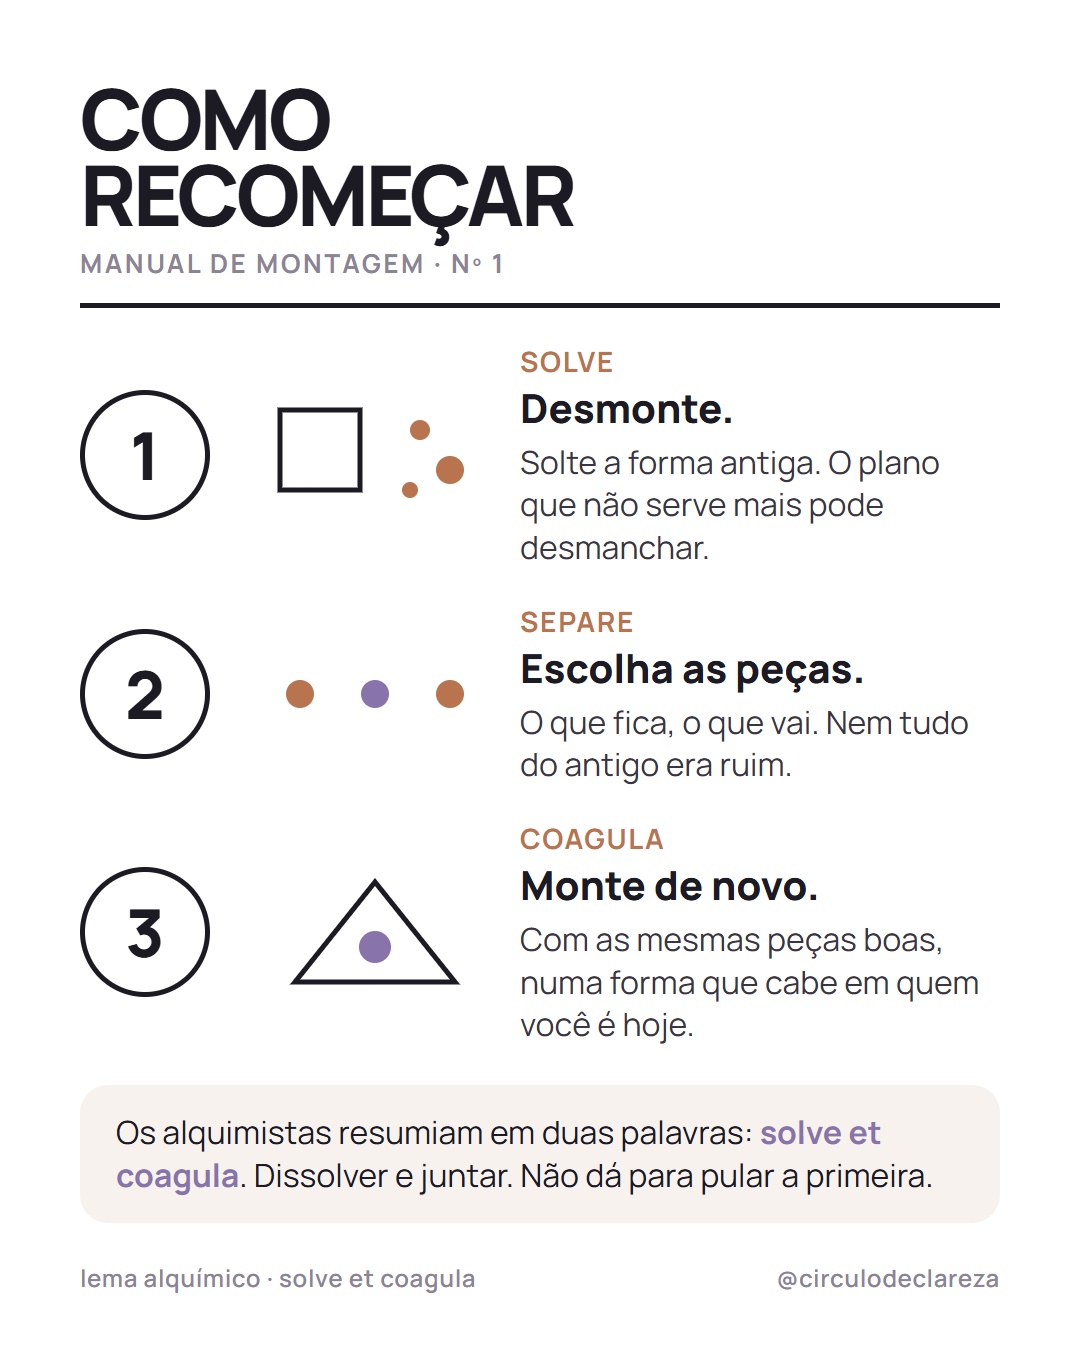 COMO
RECOMEÇAR
MANUAL DE MONTAGEM · Nº 1
1
SOLVE
Desmonte.
Solte a forma antiga. O plano
que não serve mais pode
desmanchar.
2
SEPARE
Escolha as peças.
O que fica, o que vai. Nem tudo
do antigo era ruim.
3
COAGULA
Monte de novo.
Com as mesmas peças boas,
numa forma que cabe em quem
você é hoje.
Os alquimistas resumiam em duas palavras: solve et
coagula. Dissolver e juntar. Não dá para pular a primeira.
lema alquímico · solve et coagula
@circulodeclareza